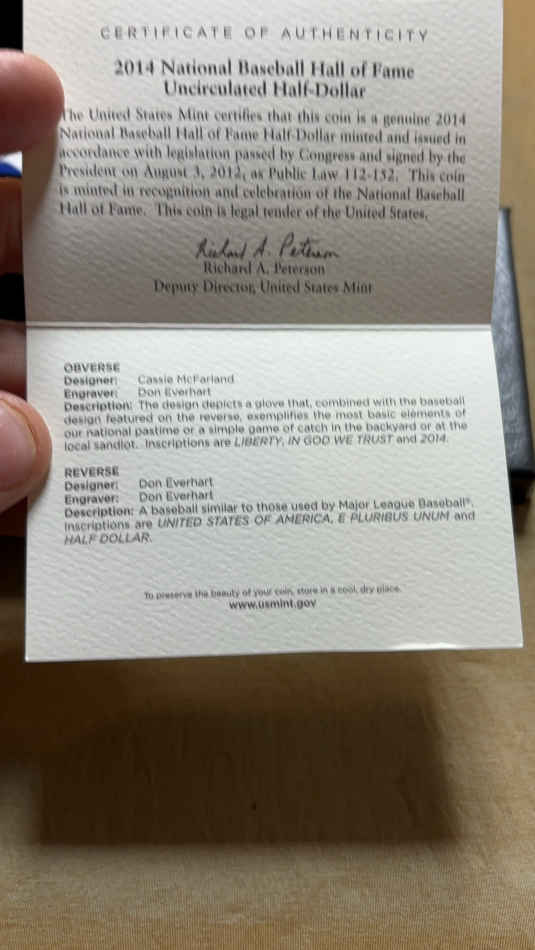 CERTIFICATE OF AUTHENTICITY
2014 National Baseball Hall of Fame
Uncirculated Half-Dollar
The United States Mint certifies that this coin is a genuine 2014
National Baseball Hall of Fame Half-Dollar minted and issued in
accordance with legislation passed by Congress and signed by the
President on August 3, 2012, as Public Law 112-152. This coin
is minted in recognition and celebration of the National Baseball
Hall of Fame. This coin is legal tender of the United States.
Richard A. Peterson
Richard A. Peterson
Deputy Director, United States Mint
OBVERSE
Designer: Cassie McFarland
Engraver: Don Everhart
Description: The design depicts a glove that, combined with the baseball
design featured on the reverse, exemplifies the most basic elements of
our national pastime or a simple game of catch in the backyard or at the
local sandlot. Inscriptions are LIBERTY, IN GOD WE TRUST and 2014.
REVERSE
Designer: Don Everhart
Engraver: Don Everhart
Description: A baseball similar to those used by Major League Baseball®.
Inscriptions are UNITED STATES OF AMERICA, E PLURIBUS UNUM and
HALF DOLLAR.
To preserve the beauty of your coin, store in a cool, dry place.
www.usmint.gov